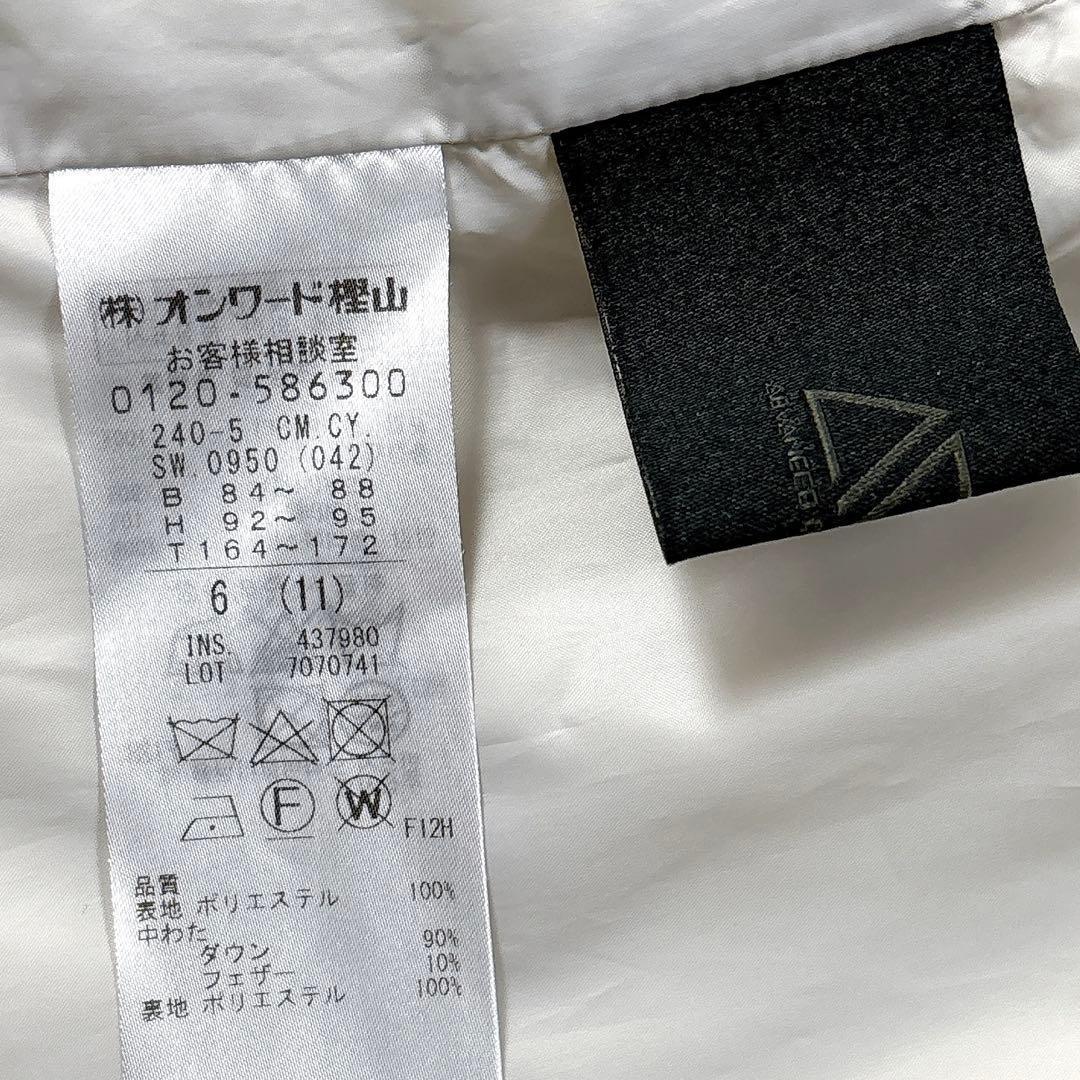 (株)オンワード樫山
お客様相談室
0120-586300
240-5 CM.CY.
SW.0950(042)
B 84~ 88
H 92~ 95
T164~172
6 (11)
INS. 437980
LOT 7070741
F
W
F12H
品質
表地 ポリエステル 100%
中わた
ダウン 90%
フェザー 10%
裏地 ポリエステル 100%